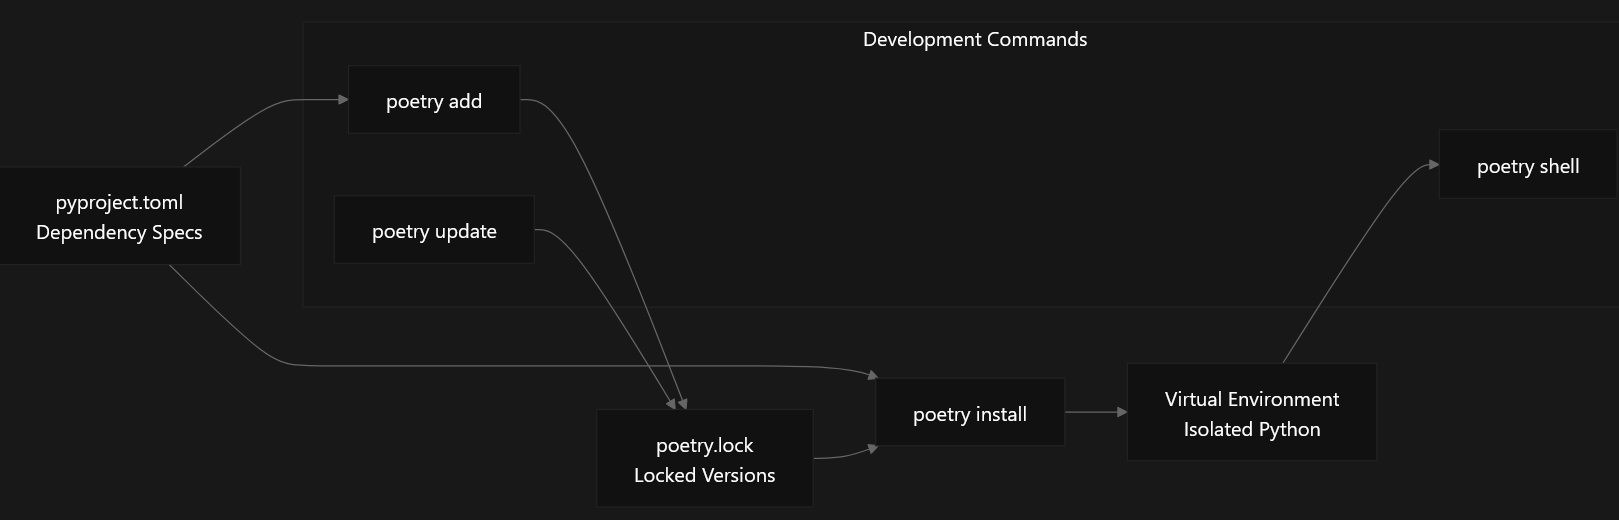 Development Commands
poetry add
pyproject.toml
Dependency Specs
poetry update
poetry shell
poetry.lock
Locked Versions
poetry install
Virtual Environment
Isolated Python